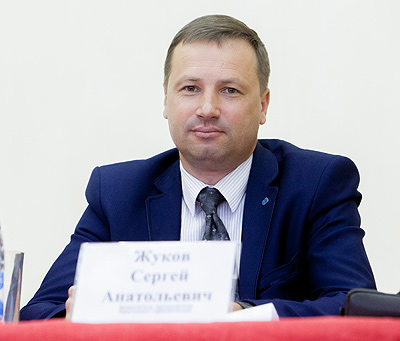 Жуков
Сергей
Анатольевич